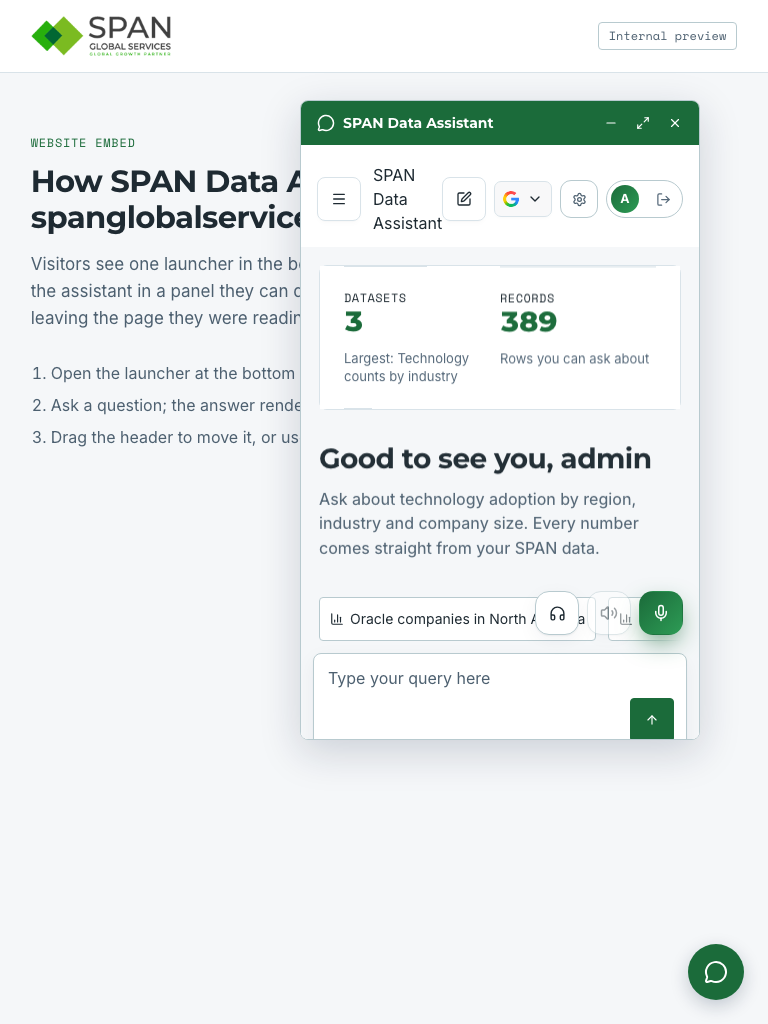 SPAN
GLOBAL SERVICES
GLOBAL GROWTH PARTNER
Internal preview
WEBSITE EMBED
How SPAN Data A
spanglobalservice
Visitors see one launcher in the b
the assistant in a panel they can
leaving the page they were readin
1. Open the launcher at the bottom
2. Ask a question; the answer rende
3. Drag the header to move it, or us
SPAN Data Assistant
SPAN
Data
Assistant
A
DATASETS
3
Largest: Technology
counts by industry
RECORDS
389
Rows you can ask about
Good to see you, admin
Ask about technology adoption by region,
industry and company size. Every number
comes straight from your SPAN data.
Oracle companies in North A
Type your query here